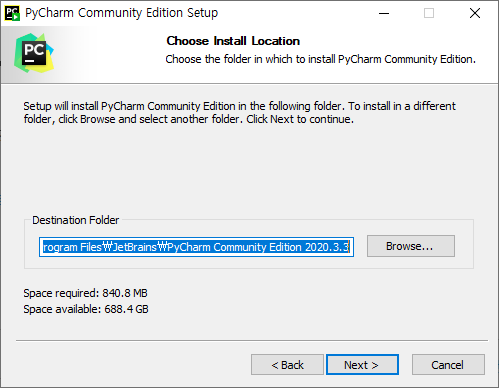 PyCharm Community Edition Setup
PC
Choose Install Location
Choose the folder in which to install PyCharm Community Edition.
Setup will install PyCharm Community Edition in the following folder. To install in a different
folder, click Browse and select another folder. Click Next to continue.
Destination Folder
rogram Files₩JetBrains₩PyCharm Community Edition 2020.3.3
Browse...
Space required: 840.8 MB
Space available: 688.4 GB
< Back
Next >
Cancel